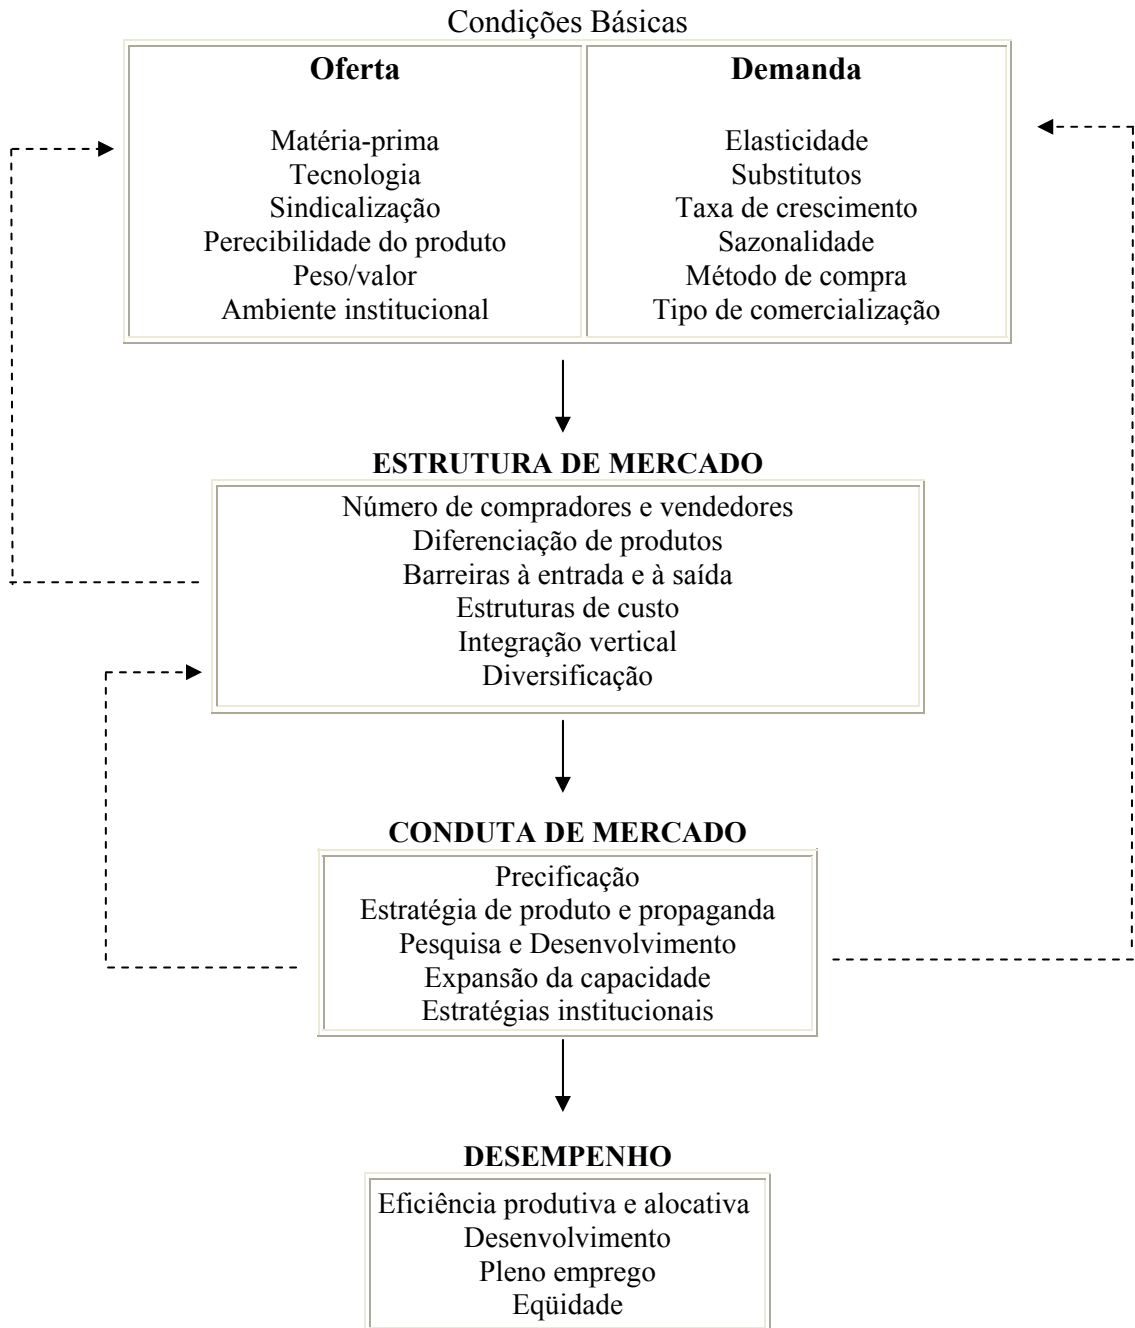 Condições Básicas
Oferta
Matéria-prima
Tecnologia
Sindicalização
Perecibilidade do produto
Peso/valor
Ambiente institucional
Demanda
Elasticidade
Substitutos
Taxa de crescimento
Sazonalidade
Método de compra
Tipo de comercialização
ESTRUTURA DE MERCADO
Número de compradores e vendedores
Diferenciação de produtos
Barreiras à entrada e à saída
Estruturas de custo
Integração vertical
Diversificação
CONDUTA DE MERCADO
Precificação
Estratégia de produto e propaganda
Pesquisa e Desenvolvimento
Expansão da capacidade
Estratégias institucionais
DESEMPENHO
Eficiência produtiva e alocativa
Desenvolvimento
Pleno emprego
Eqüidade